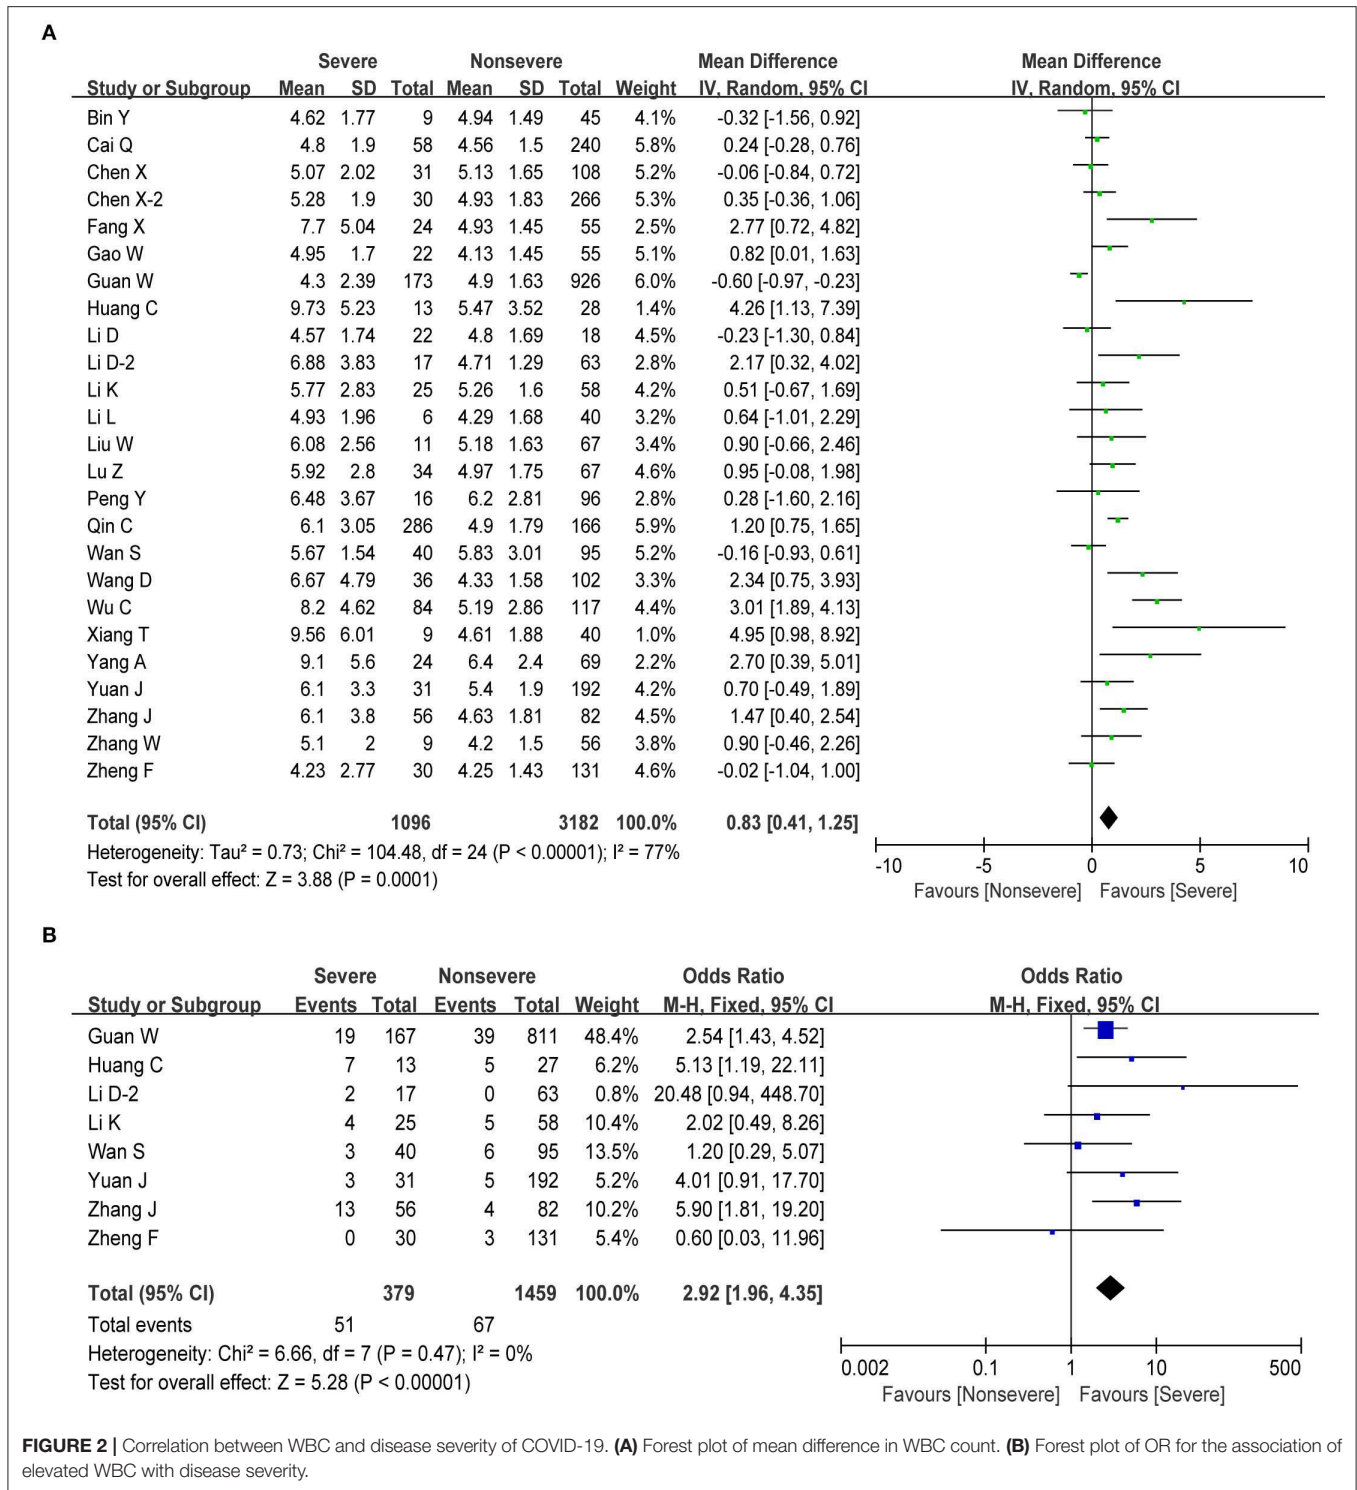 A
Severe Nonsevere Mean Difference Mean Difference
Study or Subgroup Mean SD Total Mean SD Total Weight IV, Random, 95% CI IV, Random, 95% CI
Bin Y 4.62 1.77 9 4.94 1.49 45 4.1% -0.32 [-1.56, 0.92]
Cai Q 4.8 1.9 58 4.56 1.5 240 5.8% 0.24 [-0.28, 0.76]
Chen X 5.07 2.02 31 5.13 1.65 108 5.2% -0.06 [-0.84, 0.72]
Chen X-2 5.28 1.9 30 4.93 1.83 266 5.3% 0.35 [-0.36, 1.06]
Fang X 7.7 5.04 24 4.93 1.45 55 2.5% 2.77 [0.72, 4.82]
Gao W 4.95 1.7 22 4.13 1.45 55 5.1% 0.82 [0.01, 1.63]
Guan W 4.3 2.39 173 4.9 1.63 926 6.0% -0.60 [-0.97, -0.23]
Huang C 9.73 5.23 13 5.47 3.52 28 1.4% 4.26 [1.13, 7.39]
Li D 4.57 1.74 22 4.8 1.69 18 4.5% -0.23 [-1.30, 0.84]
Li D-2 6.88 3.83 17 4.71 1.29 63 2.8% 2.17 [0.32, 4.02]
Li K 5.77 2.83 25 5.26 1.6 58 4.2% 0.51 [-0.67, 1.69]
Li L 4.93 1.96 6 4.29 1.68 40 3.2% 0.64 [-1.01, 2.29]
Liu W 6.08 2.56 11 5.18 1.63 67 3.4% 0.90 [-0.66, 2.46]
Lu Z 5.92 2.8 34 4.97 1.75 67 4.6% 0.95 [-0.08, 1.98]
Peng Y 6.48 3.67 16 6.2 2.81 96 2.8% 0.28 [-1.60, 2.16]
Qin C 6.1 3.05 286 4.9 1.79 166 5.9% 1.20 [0.75, 1.65]
Wan S 5.67 1.54 40 5.83 3.01 95 5.2% -0.16 [-0.93, 0.61]
Wang D 6.67 4.79 36 4.33 1.58 102 3.3% 2.34 [0.75, 3.93]
Wu C 8.2 4.62 84 5.19 2.86 117 4.4% 3.01 [1.89, 4.13]
Xiang T 9.56 6.01 9 4.61 1.88 40 1.0% 4.95 [0.98, 8.92]
Yang A 9.1 5.6 24 6.4 2.4 69 2.2% 2.70 [0.39, 5.01]
Yuan J 6.1 3.3 31 5.4 1.9 192 4.2% 0.70 [-0.49, 1.89]
Zhang J 6.1 3.8 56 4.63 1.81 82 4.5% 1.47 [0.40, 2.54]
Zhang W 5.1 2 9 4.2 1.5 56 3.8% 0.90 [-0.46, 2.26]
Zheng F 4.23 2.77 30 4.25 1.43 131 4.6% -0.02 [-1.04, 1.00]
Total (95% CI) 1096 3182 100.0% 0.83 [0.41, 1.25]
Heterogeneity: Tau² = 0.73; Chi² = 104.48, df = 24 (P < 0.00001); I² = 77%
Test for overall effect: Z = 3.88 (P = 0.0001)
-10 -5 0 5 10
Favours [Nonsevere] Favours [Severe]
B
Severe Nonsevere Odds Ratio Odds Ratio
Study or Subgroup Events Total Events Total Weight M-H, Fixed, 95% CI M-H, Fixed, 95% CI
Guan W 19 167 39 811 48.4% 2.54 [1.43, 4.52]
Huang C 7 13 5 27 6.2% 5.13 [1.19, 22.11]
Li D-2 2 17 0 63 0.8% 20.48 [0.94, 448.70]
Li K 4 25 5 58 10.4% 2.02 [0.49, 8.26]
Wan S 3 40 6 95 13.5% 1.20 [0.29, 5.07]
Yuan J 3 31 5 192 5.2% 4.01 [0.91, 17.70]
Zhang J 13 56 4 82 10.2% 5.90 [1.81, 19.20]
Zheng F 0 30 3 131 5.4% 0.60 [0.03, 11.96]
Total (95% CI) 379 1459 100.0% 2.92 [1.96, 4.35]
Total events 51 67
Heterogeneity: Chi² = 6.66, df = 7 (P = 0.47); I² = 0%
Test for overall effect: Z = 5.28 (P < 0.00001)
0.002 0.1 1 10 500
Favours [Nonsevere] Favours [Severe]
FIGURE 2 | Correlation between WBC and disease severity of COVID-19. (A) Forest plot of mean difference in WBC count. (B) Forest plot of OR for the association of
elevated WBC with disease severity.